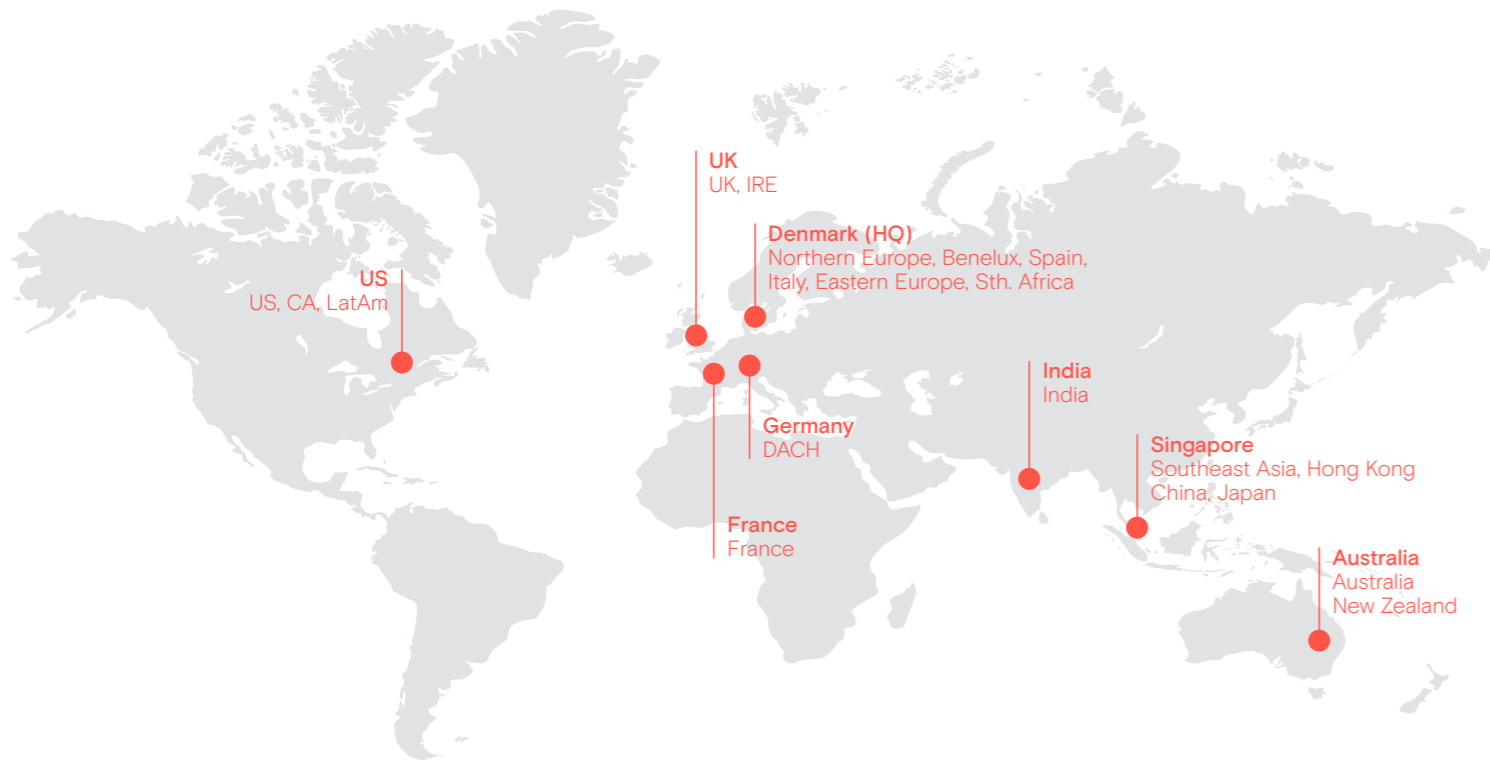 UK
UK, IRE
Denmark (HQ)
Northern Europe, Benelux, Spain,
Italy, Eastern Europe, Sth. Africa
US
US, CA, LatAm
India
India
Germany
DACH
Singapore
Southeast Asia, Hong Kong
China, Japan
France
France
Australia
Australia
New Zealand